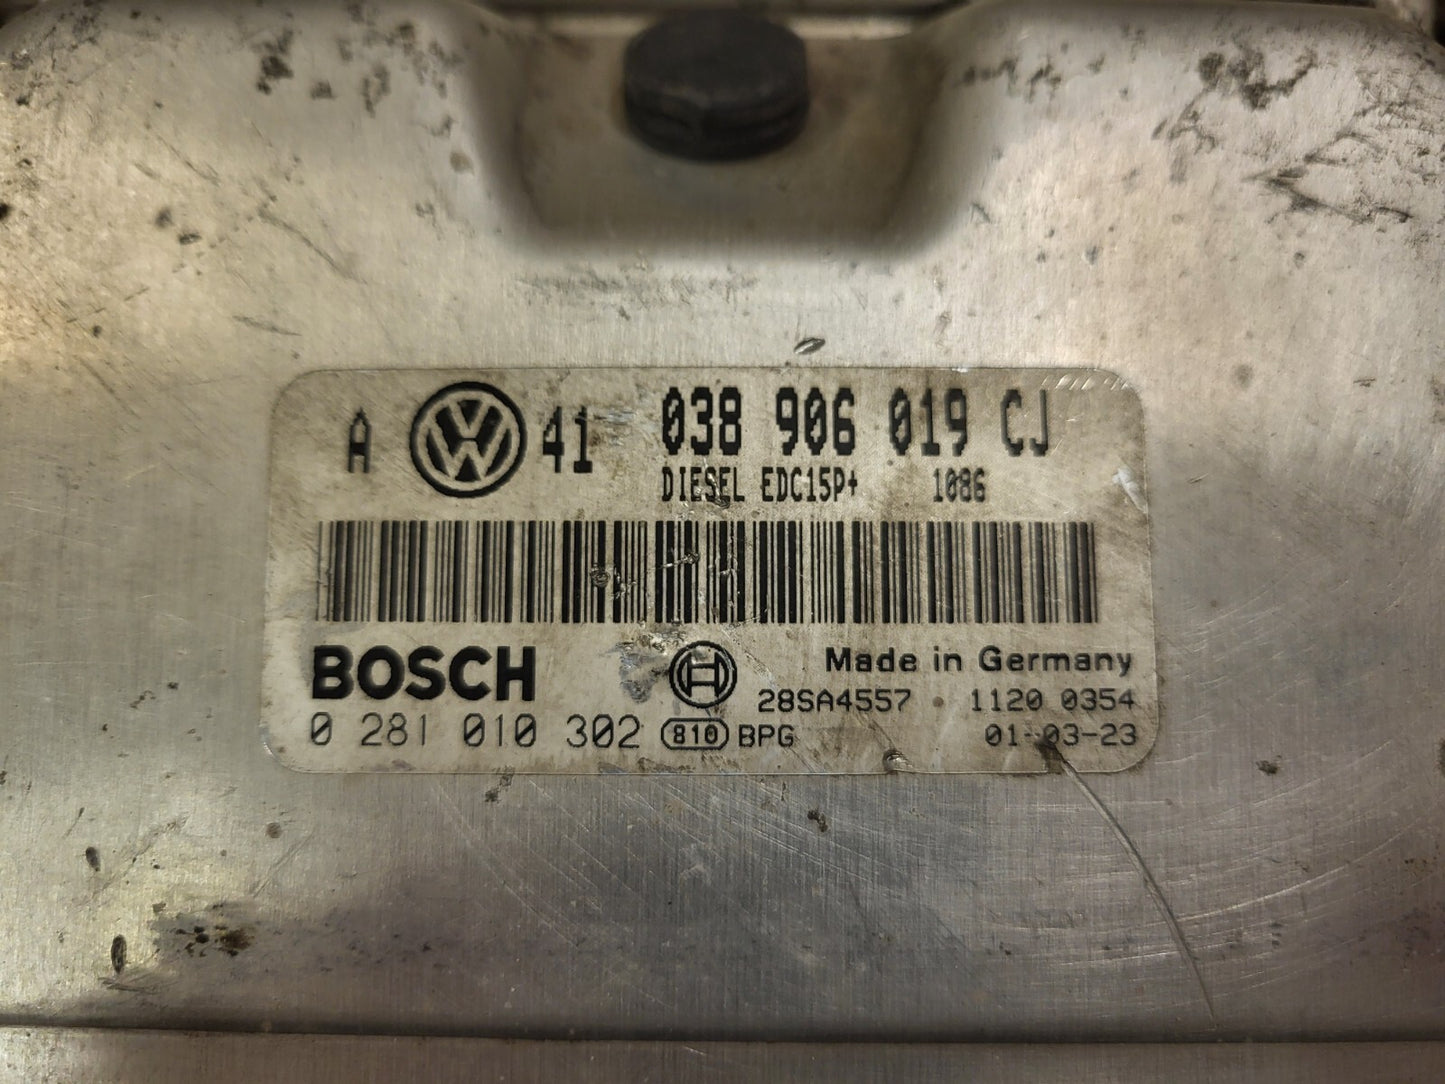 A VW 41 038 906 019 CJ
DIESEL EDC15P+ 1086
BOSCH Made in Germany
28SA4557 · 1120 0354
0 281 010 302 810 BPG 01-03-23